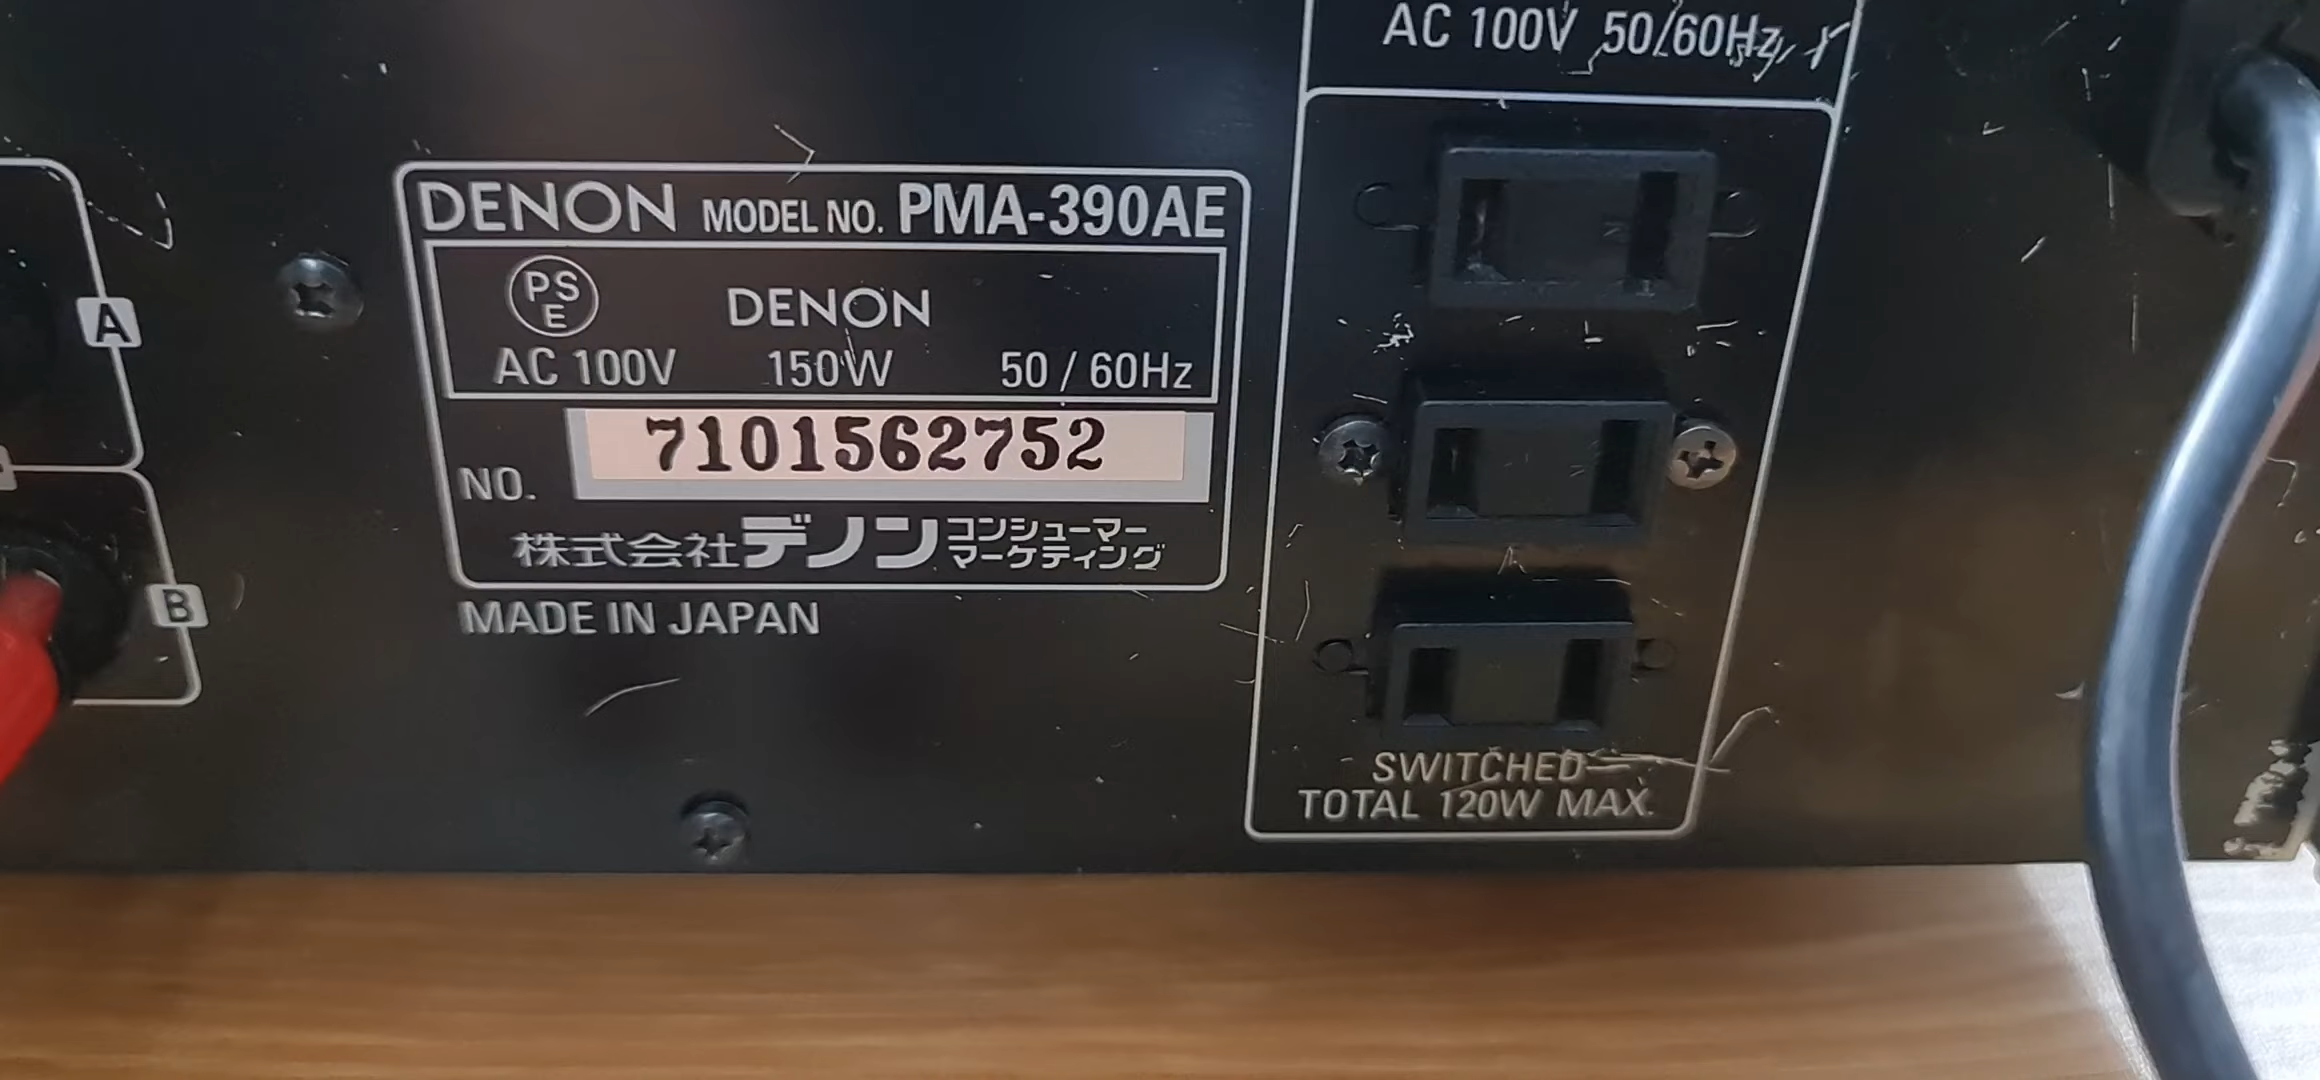 AC 100V 50/60Hz
DENON MODEL NO. PMA-390AE
PS
E
DENON
AC 100V 150W 50 / 60Hz
NO. 7101562752
株式会社デノン コンシューマー
マーケティング
MADE IN JAPAN
A
B
SWITCHED
TOTAL 120W MAX.